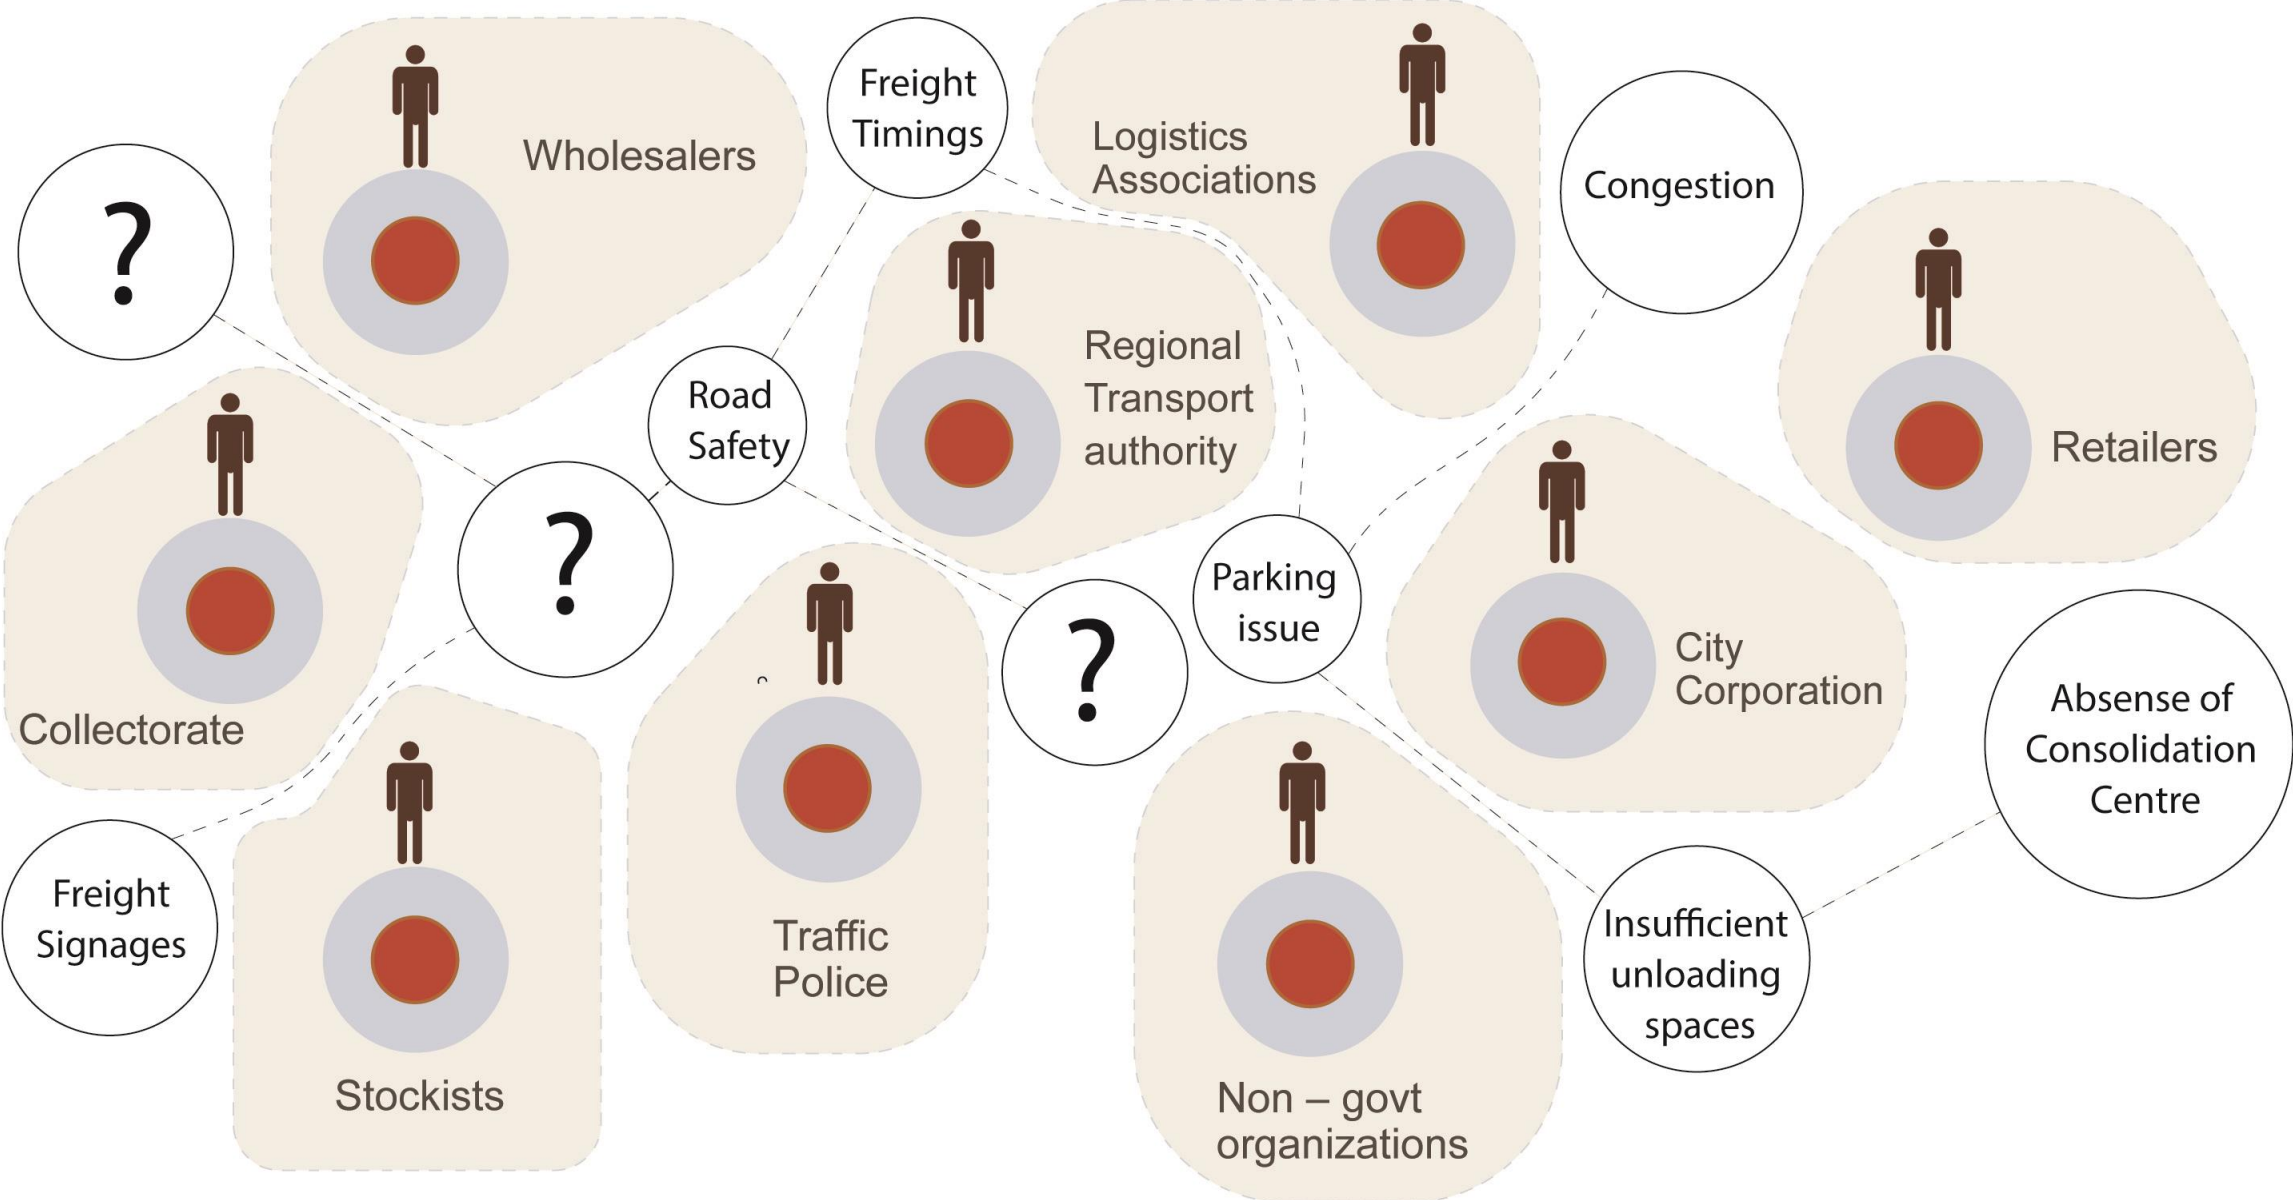 Freight
Timings
Wholesalers
Logistics
Associations
Congestion
?
Regional
Transport
authority
Road
Safety
Retailers
?
Parking
issue
?
City
Corporation
Collectorate
Absense of
Consolidation
Centre
Freight
Signages
Traffic
Police
Insufficient
unloading
spaces
Stockists
Non – govt
organizations